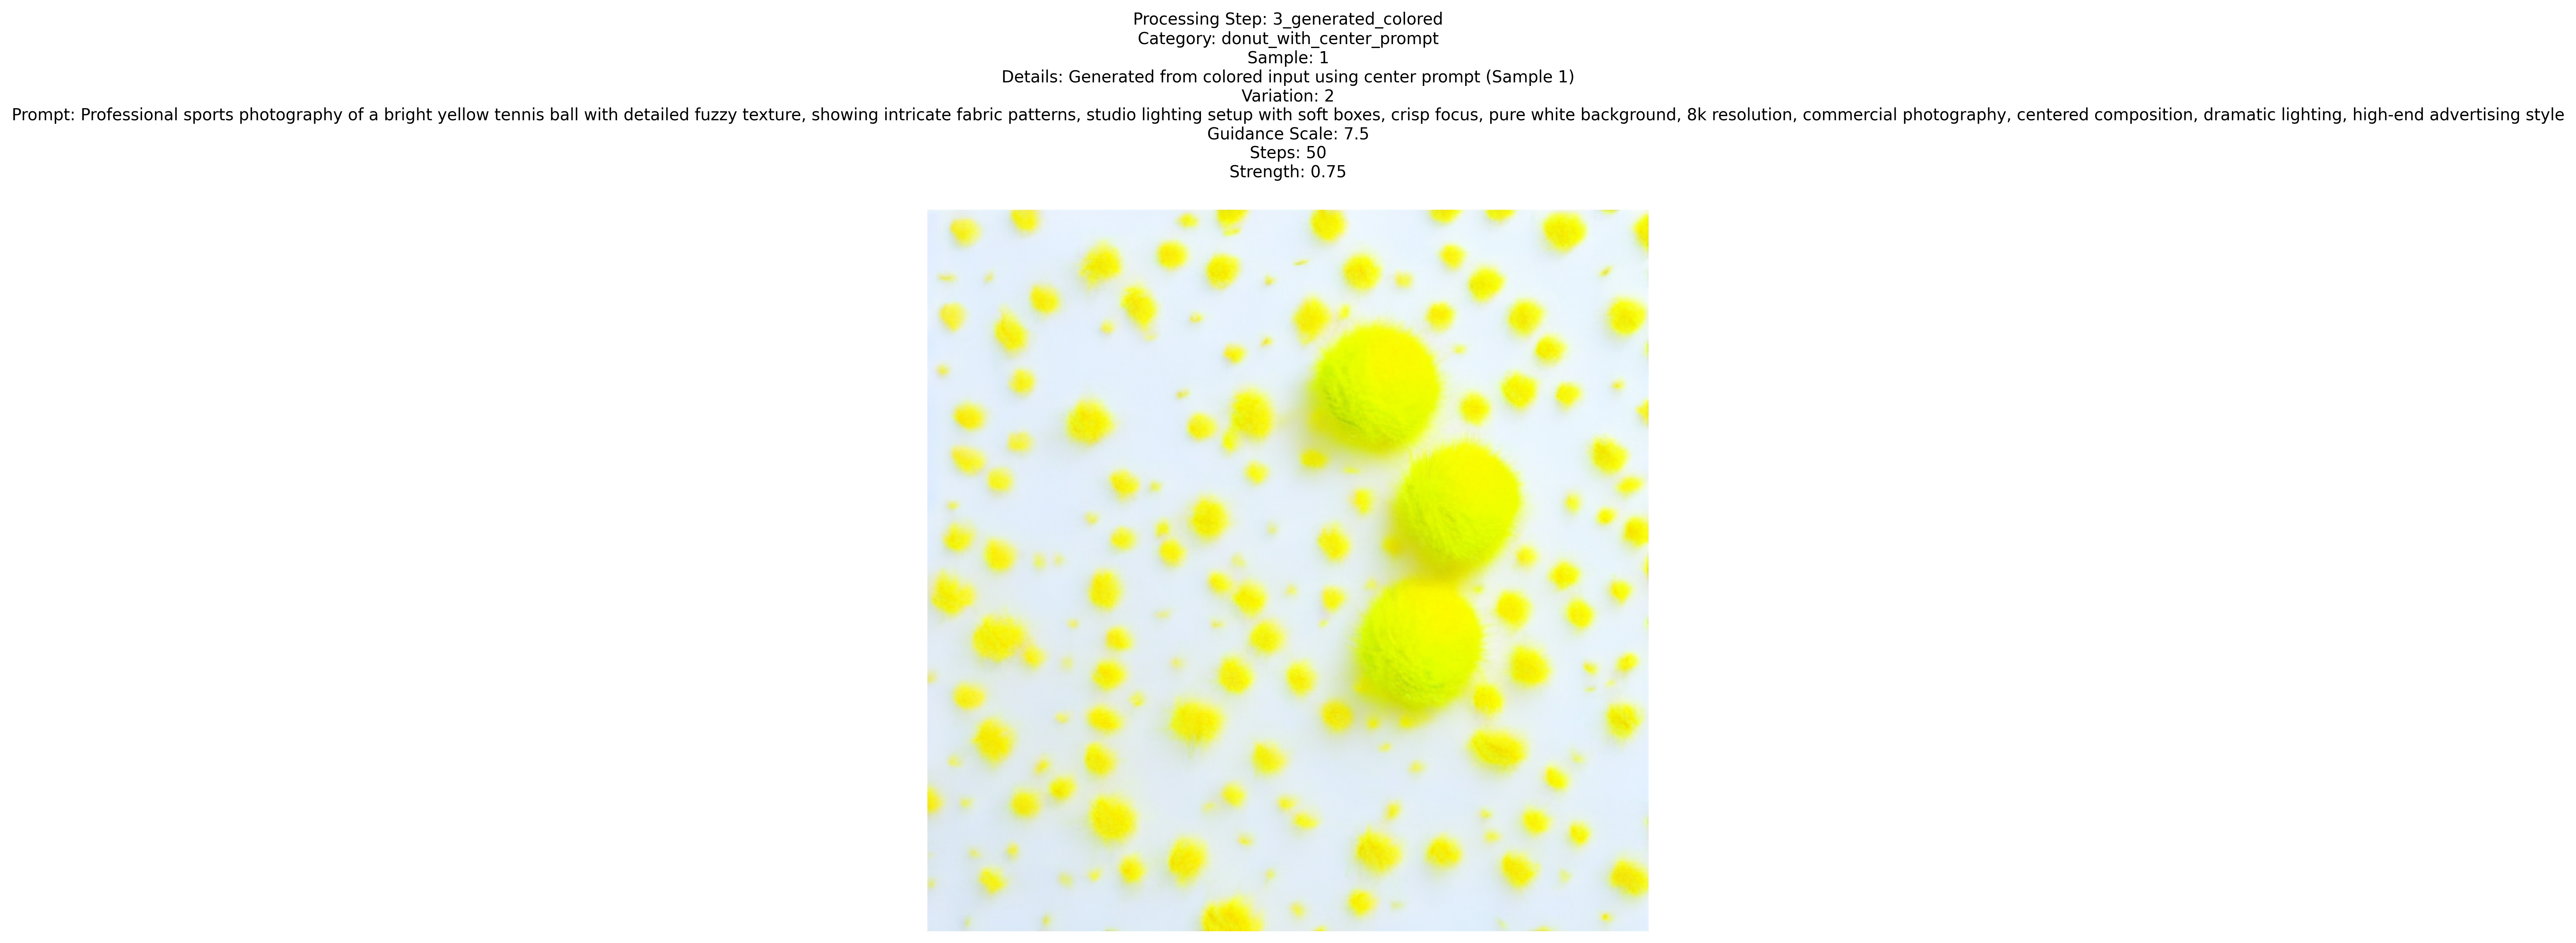 Processing Step: 3_generated_colored
Category: donut_with_center_prompt
Sample: 1
Details: Generated from colored input using center prompt (Sample 1)
Variation: 2
Prompt: Professional sports photography of a bright yellow tennis ball with detailed fuzzy texture, showing intricate fabric patterns, studio lighting setup with soft boxes, crisp focus, pure white background, 8k resolution, commercial photography, centered composition, dramatic lighting, high-end advertising style
Guidance Scale: 7.5
Steps: 50
Strength: 0.75